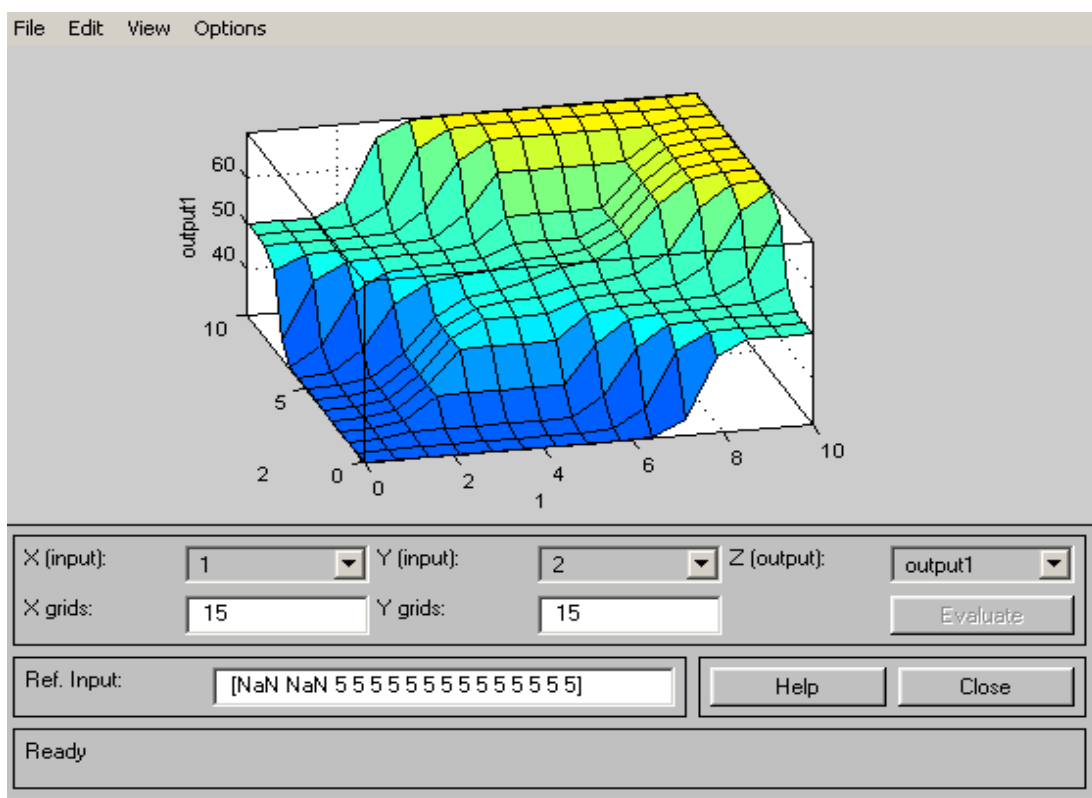 File Edit View Options
60
50
40
output1
10
5
2
0
0
2
4
6
8
10
1
X (input): 1 Y (input): 2 Z (output): output1
X grids: 15 Y grids: 15 Evaluate
Ref. Input: [NaN NaN 5 5 5 5 5 5 5 5 5 5 5 5 5 5] Help Close
Ready